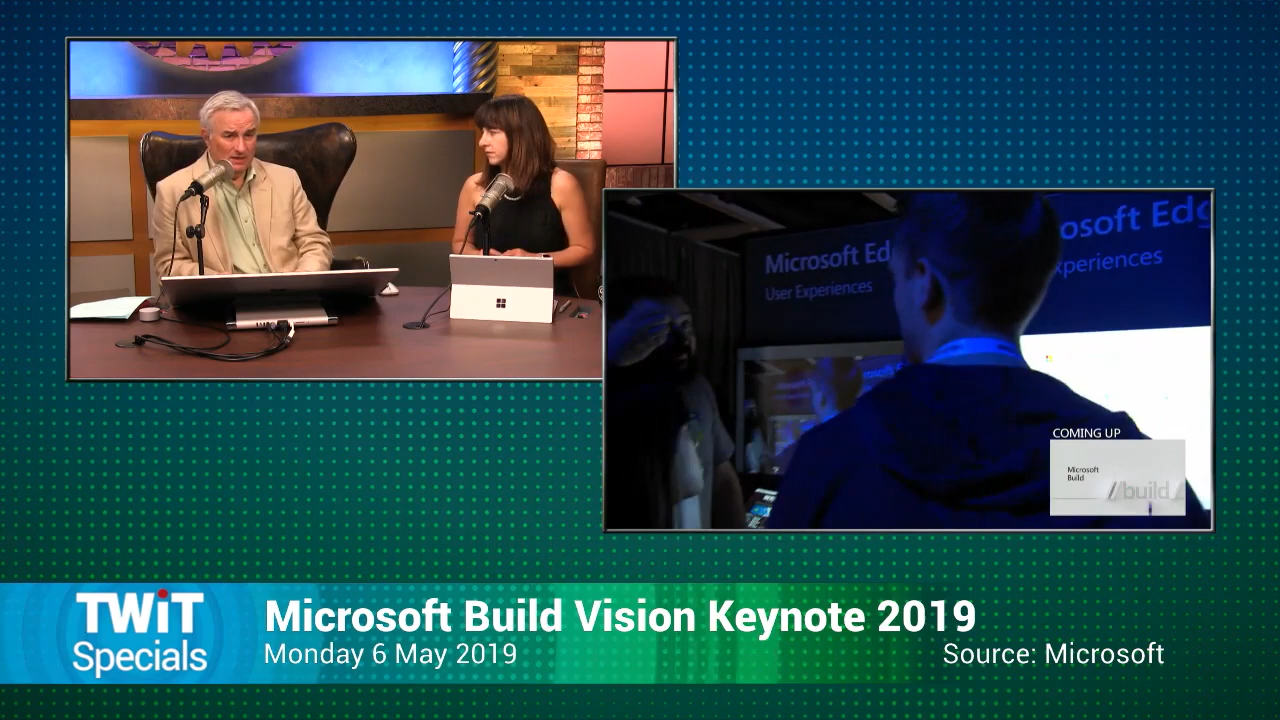 Microsoft Ed
osoft Edg
User Experiences
xperiences
COMING UP
Microsoft
Build
//build/
TWiT
Specials
Microsoft Build Vision Keynote 2019
Monday 6 May 2019
Source: Microsoft